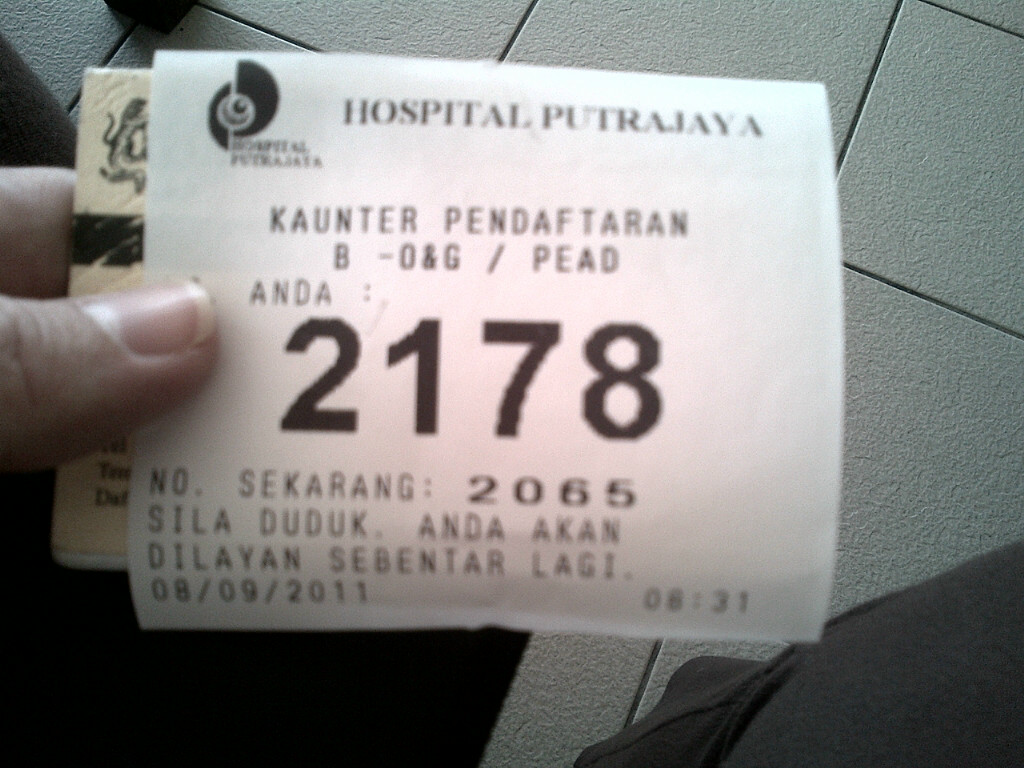 HOSPITAL PUTRAJAYA
HOSPITAL
PUTRAJAYA
KAUNTER PENDAFTARAN
B -O&G / PEAD
ANDA :
2178
NO. SEKARANG: 2065
SILA DUDUK. ANDA AKAN
DILAYAN SEBENTAR LAGI.
08/09/2011 08:31